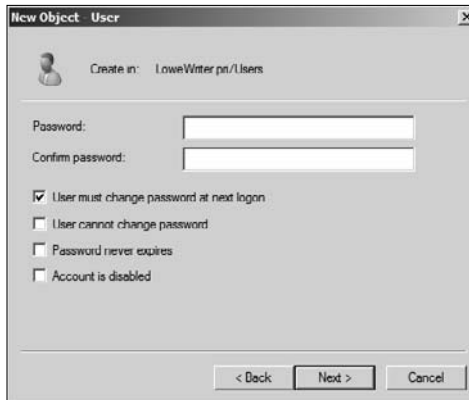 New Object - User
Create in: LoweWriter pri/Users
Password:
Confirm password:
User must change password at next logon
User cannot change password
Password never expires
Account is disabled
< Back Next > Cancel